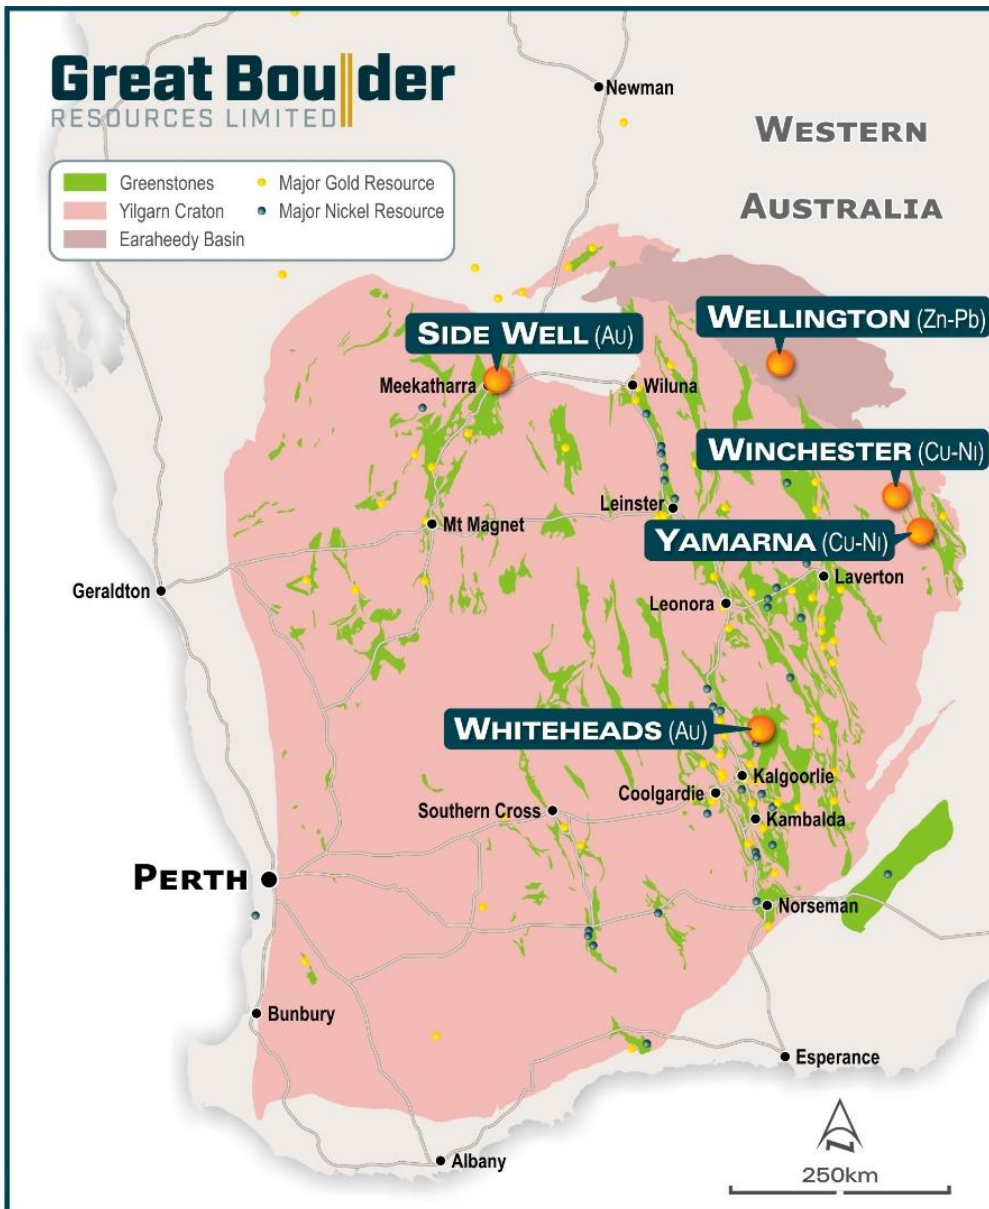 Great Boulder
RESOURCES LIMITED
Greenstones
Yilgarn Craton
Earaheedy Basin
Major Gold Resource
Major Nickel Resource
Newman
WESTERN
AUSTRALIA
SIDE WELL (AU)
WELLINGTON (ZN-PB)
Meekatharra
Wiluna
WINCHESTER (CU-NI)
Leinster
Mt Magnet
YAMARNA (CU-NI)
Geraldton
Laverton
Leonora
WHITEHEADS (AU)
Kalgoorlie
Coolgardie
Southern Cross
Kambalda
PERTH
Norseman
Bunbury
Esperance
Albany
N
250km